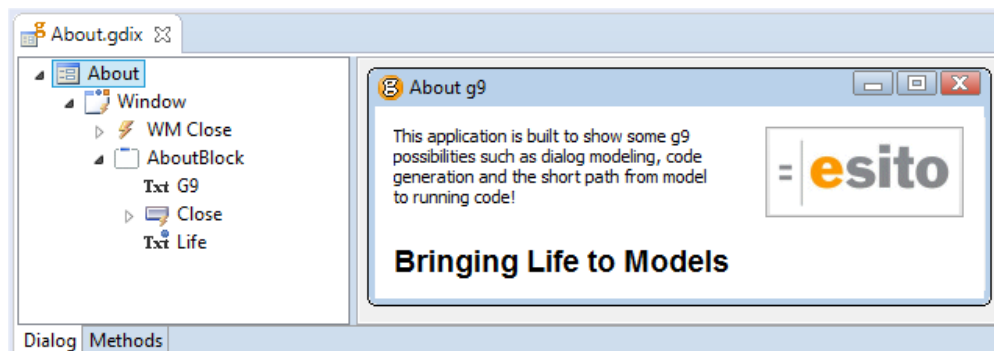 About.gdix
About
Window
WM Close
AboutBlock
Txt G9
Close
Txt Life
Dialog Methods
About g9
This application is built to show some g9
possibilities such as dialog modeling, code
generation and the short path from model
to running code!
= esito
Bringing Life to Models